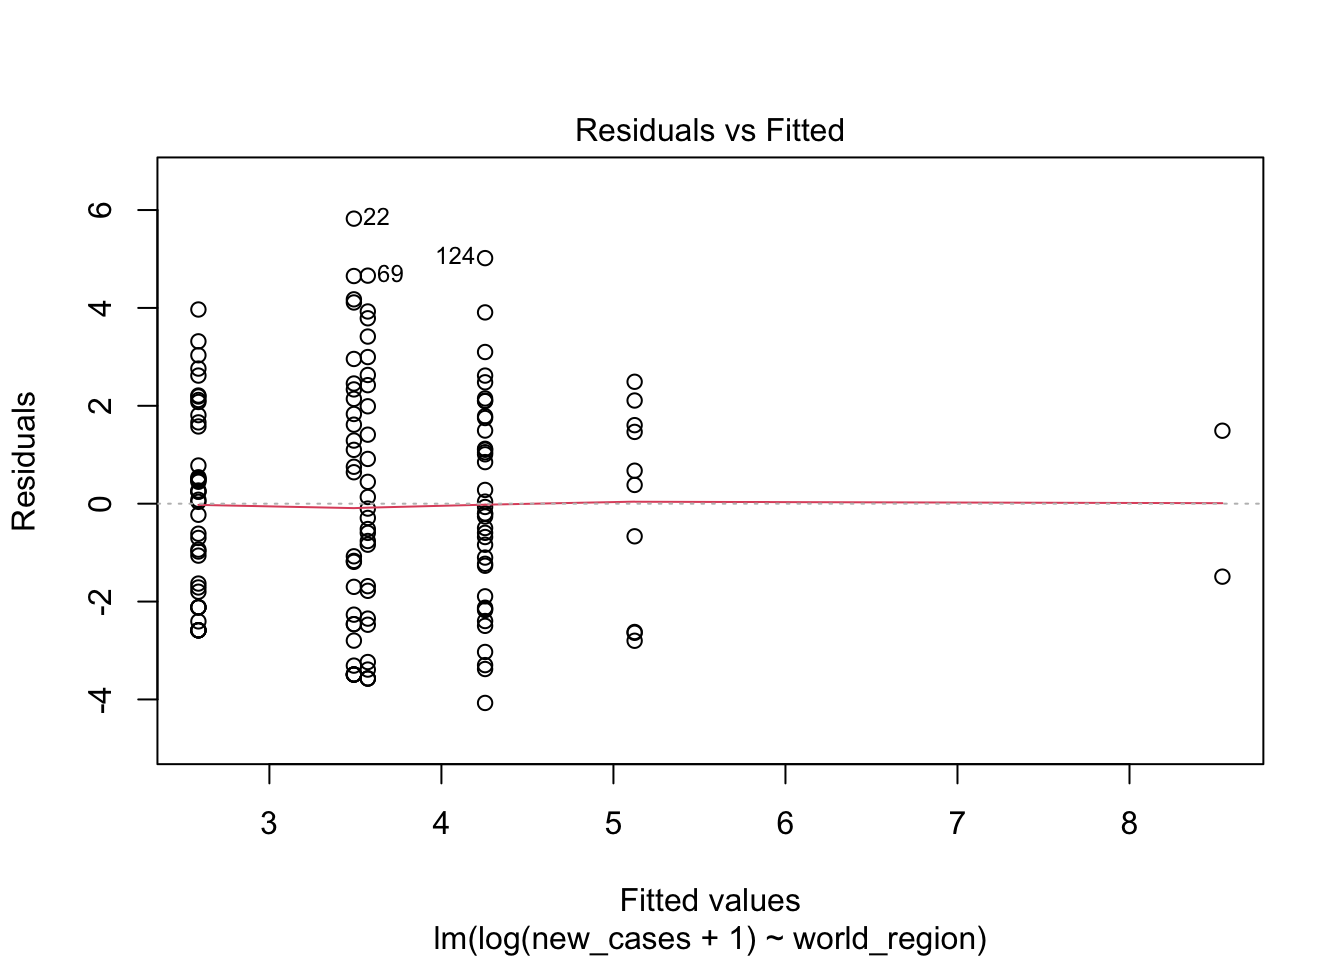 Residuals vs Fitted
Residuals
6
4
2
0
-2
-4
22
124
69
3 4 5 6 7 8
Fitted values
lm(log(new_cases + 1) ~ world_region)